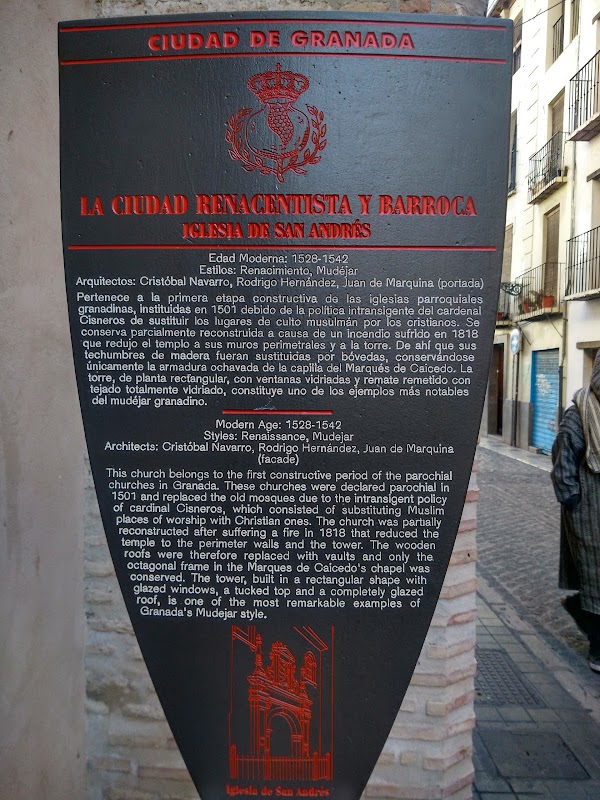 CIUDAD DE GRANADA
LA CIUDAD RENACENTISTA Y BARROCA
IGLESIA DE SAN ANDRÉS
Edad Moderna: 1528-1542
Estilos: Renacimiento, Mudéjar
Arquitectos: Cristóbal Navarro, Rodrigo Hernández, Juan de Marquina (portada)
Pertenece a la primera etapa constructiva de las iglesias parroquiales
granadinas, instituidas en 1501 debido de la política intransigente del cardenal
Cisneros de sustituir los lugares de culto musulmán por los cristianos. Se
conserva parcialmente reconstruida a causa de un incendio sufrido en 1818
que redujo el templo a sus muros perimetrales y a la torre. De ahí que sus
techumbres de madera fueran sustituidas por bóvedas, conservándose
únicamente la armadura ochavada de la capilla del Marqués de Caicedo. La
torre, de planta rectangular, con ventanas vidriadas y remate remetido con
tejado totalmente vidriado, constituye uno de los ejemplos más notables
del mudéjar granadino.
Modern Age: 1528-1542
Styles: Renaissance, Mudejar
Architects: Cristóbal Navarro, Rodrigo Hernández, Juan de Marquina
(facade)
This church belongs to the first constructive period of the parochial
churches in Granada. These churches were declared parochial in
1501 and replaced the old mosques due to the intransigent policy
of cardinal Cisneros, which consisted of substituting Muslim
places of worship with Christian ones. The church was partially
reconstructed after suffering a fire in 1818 that reduced the
temple to the perimeter walls and the tower. The wooden
roofs were therefore replaced with vaults and only the
octagonal frame in the Marques de Caicedo's chapel was
conserved. The tower, built in a rectangular shape with
glazed windows, a tucked top and a completely glazed
roof, is one of the most remarkable examples of
Granada's Mudejar style.
Iglesia de San Andrés